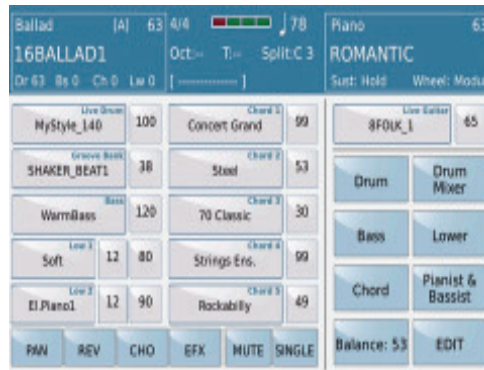 Ballad [A] 63 4/4 78 Piano 63
16BALLAD1 Oct:-- T:-- Split:C 3 ROMANTIC
Dr 63 Bs 0 Ch 0 Lw 0 [ ------------ ] Sust: Hold Wheel: Modu
Live Drum Chord 1 Live Guitar
MyStyle_140 100 Concert Grand 99 8FOLK_1 65
Groove Bank Chord 2
SHAKER_BEAT1 38 Steel 53 Drum Drum Mixer
Bass Chord 3
WarmBass 120 70 Classic 30 Bass Lower
Low 1 Chord 4
Soft 12 80 Strings Ens. 99 Chord Pianist & Bassist
Low 2 Chord 5
El.Piano1 12 90 Rockabilly 49
PAN REV CHO EFX MUTE SINGLE Balance: 53 EDIT